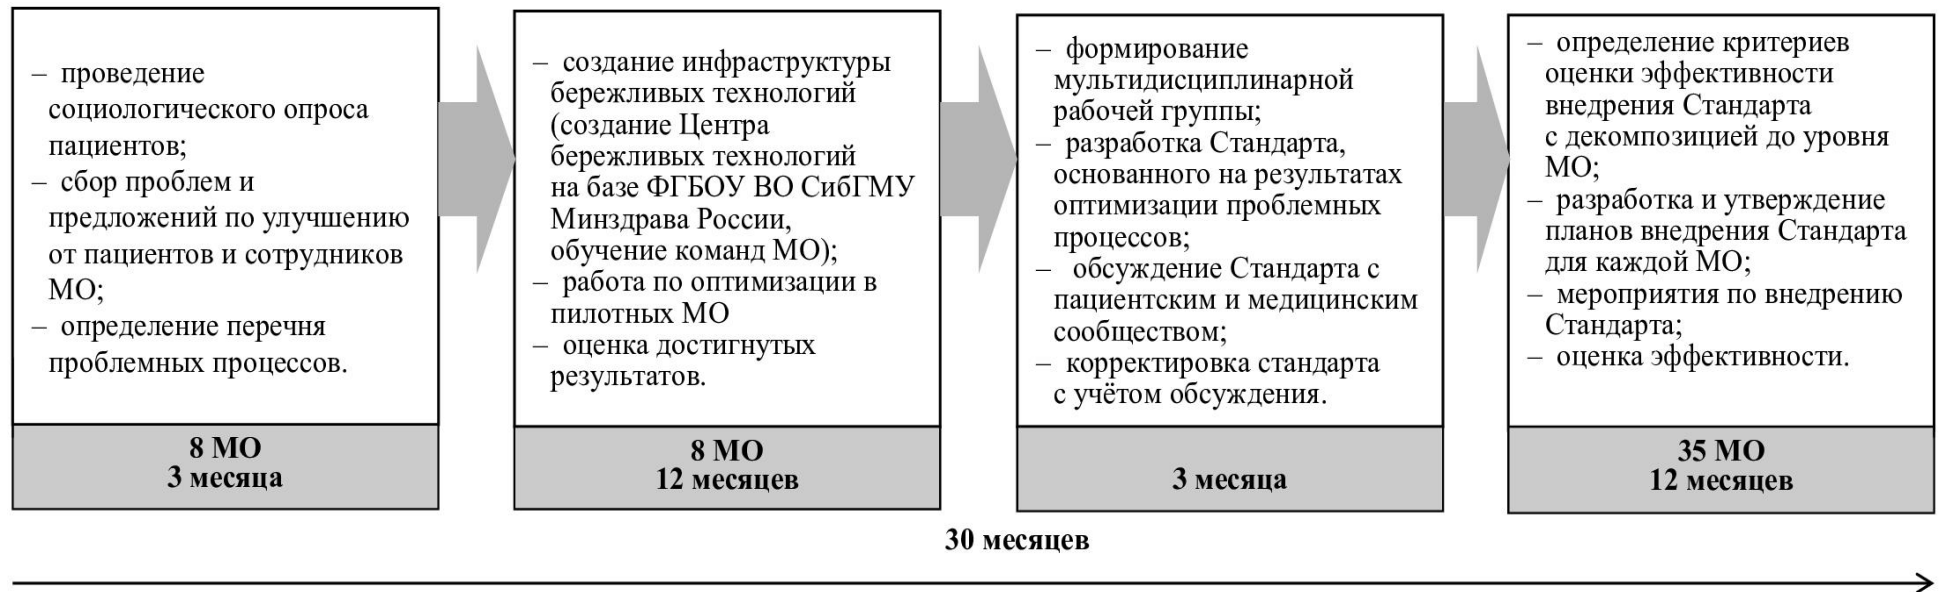 – проведение
социологического опроса
пациентов;
– сбор проблем и
предложений по улучшению
от пациентов и сотрудников
МО;
– определение перечня
проблемных процессов.
8 МО
3 месяца
– создание инфраструктуры
бережливых технологий
(создание Центра
бережливых технологий
на базе ФГБОУ ВО СибГМУ
Минздрава России,
обучение команд МО);
– работа по оптимизации в
пилотных МО
– оценка достигнутых
результатов.
8 МО
12 месяцев
– формирование
мультидисциплинарной
рабочей группы;
– разработка Стандарта,
основанного на результатах
оптимизации проблемных
процессов;
– обсуждение Стандарта с
пациентским и медицинским
сообществом;
– корректировка стандарта
с учётом обсуждения.
3 месяца
– определение критериев
оценки эффективности
внедрения Стандарта
с декомпозицией до уровня
МО;
– разработка и утверждение
планов внедрения Стандарта
для каждой МО;
– мероприятия по внедрению
Стандарта;
– оценка эффективности.
35 МО
12 месяцев
30 месяцев